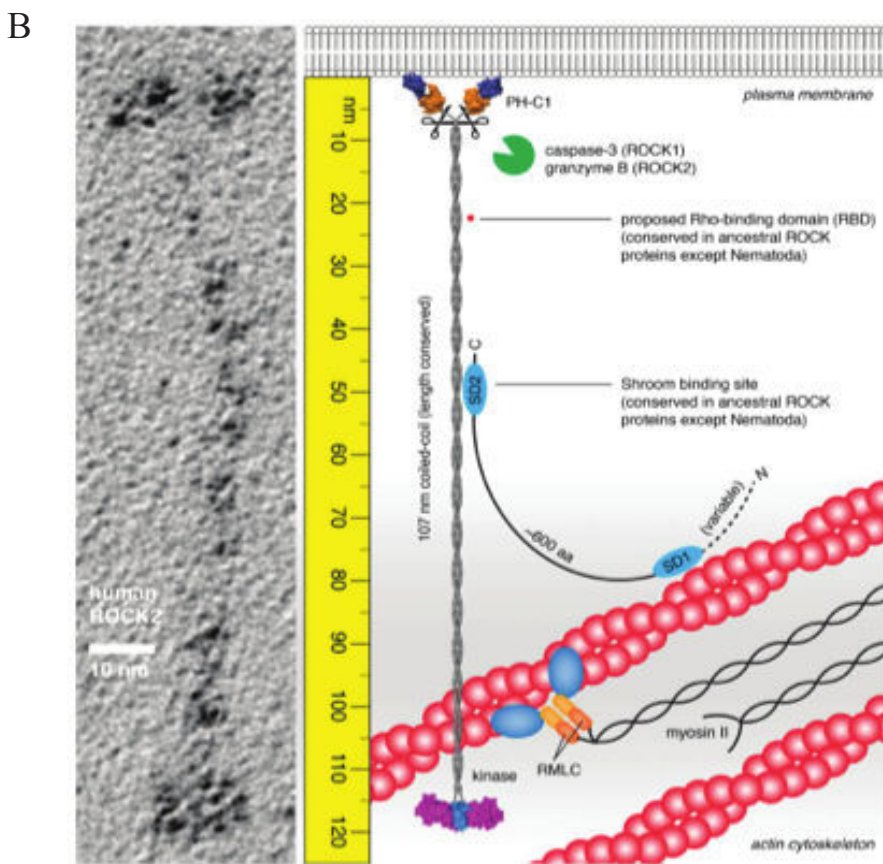 B
human
ROCK2
10 nm
nm
10
20
30
40
50
60
70
80
90
100
110
120
plasma membrane
PH-C1
caspase-3 (ROCK1)
granzyme B (ROCK2)
proposed Rho-binding domain (RBD)
(conserved in ancestral ROCK
proteins except Nematoda)
107 nm coiled-coil (length conserved)
C
SD2
Shroom binding site
(conserved in ancestral ROCK
proteins except Nematoda)
~600 aa
SD1
(variable)
N
myosin II
RMLC
kinase
actin cytoskeleton